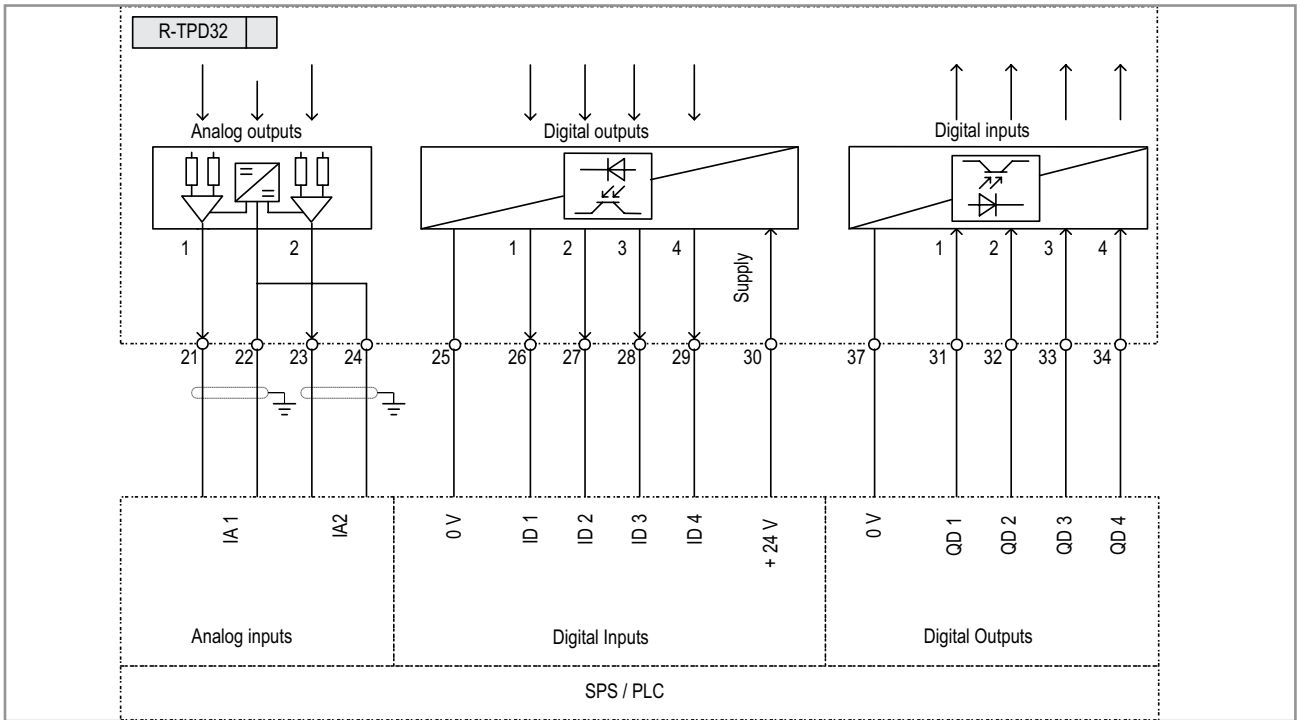 R-TPD32
Analog outputs
Digital outputs
Digital inputs
1 2
1 2 3 4
Supply
1 2 3 4
21 22 23 24 25 26 27 28 29 30 37 31 32 33 34
IA 1
IA2
0 V
ID 1
ID 2
ID 3
ID 4
+ 24 V
0 V
QD 1
QD 2
QD 3
QD 4
Analog inputs
Digital Inputs
Digital Outputs
SPS / PLC